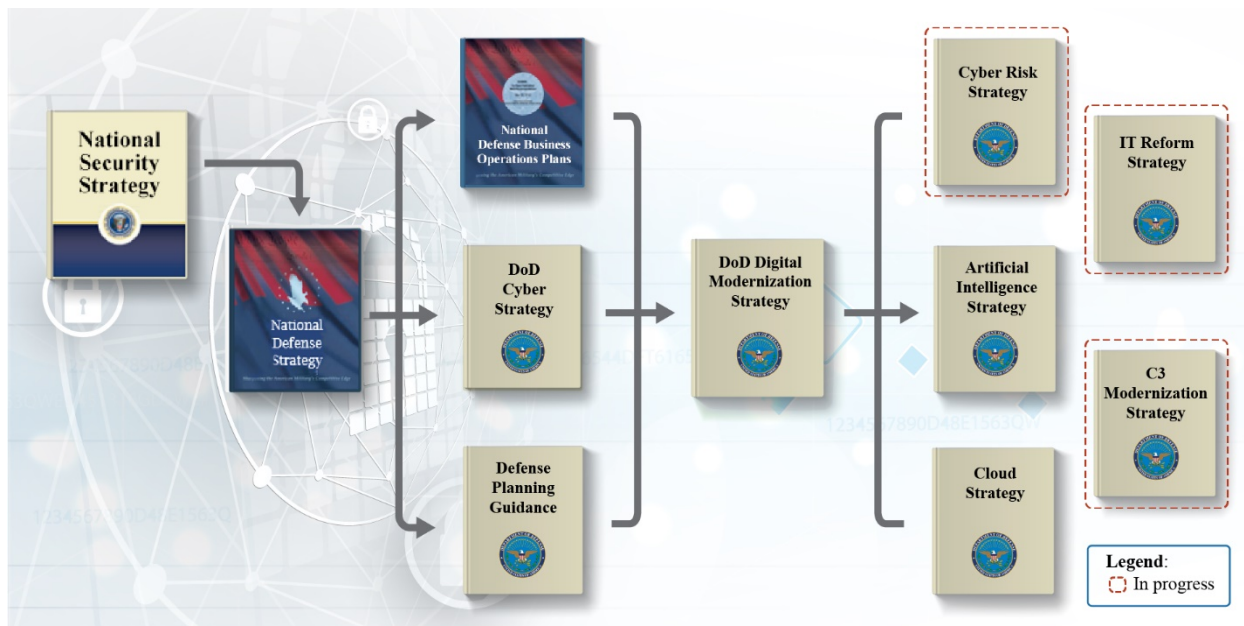 National
Security
Strategy
National
Defense
Strategy
National
Defense Business
Operations Plans
DoD
Cyber
Strategy
Defense
Planning
Guidance
DoD Digital
Modernization
Strategy
Cyber Risk
Strategy
IT Reform
Strategy
Artificial
Intelligence
Strategy
C3
Modernization
Strategy
Cloud
Strategy
1234567890D48E1563QW
1234567890D48E1563Q
Legend:
In progress